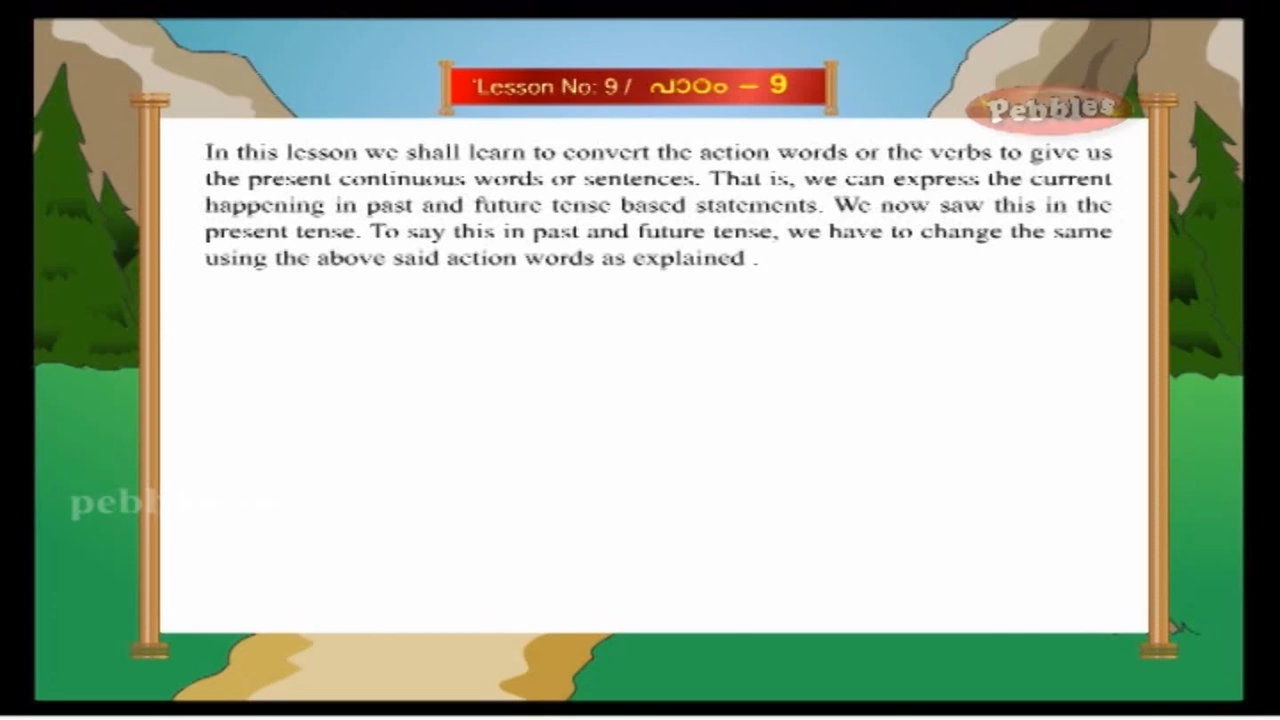 'Lesson No: 9 / പാഠം – 9
Pebbles
In this lesson we shall learn to convert the action words or the verbs to give us
the present continuous words or sentences. That is, we can express the current
happening in past and future tense based statements. We now saw this in the
present tense. To say this in past and future tense, we have to change the same
using the above said action words as explained .